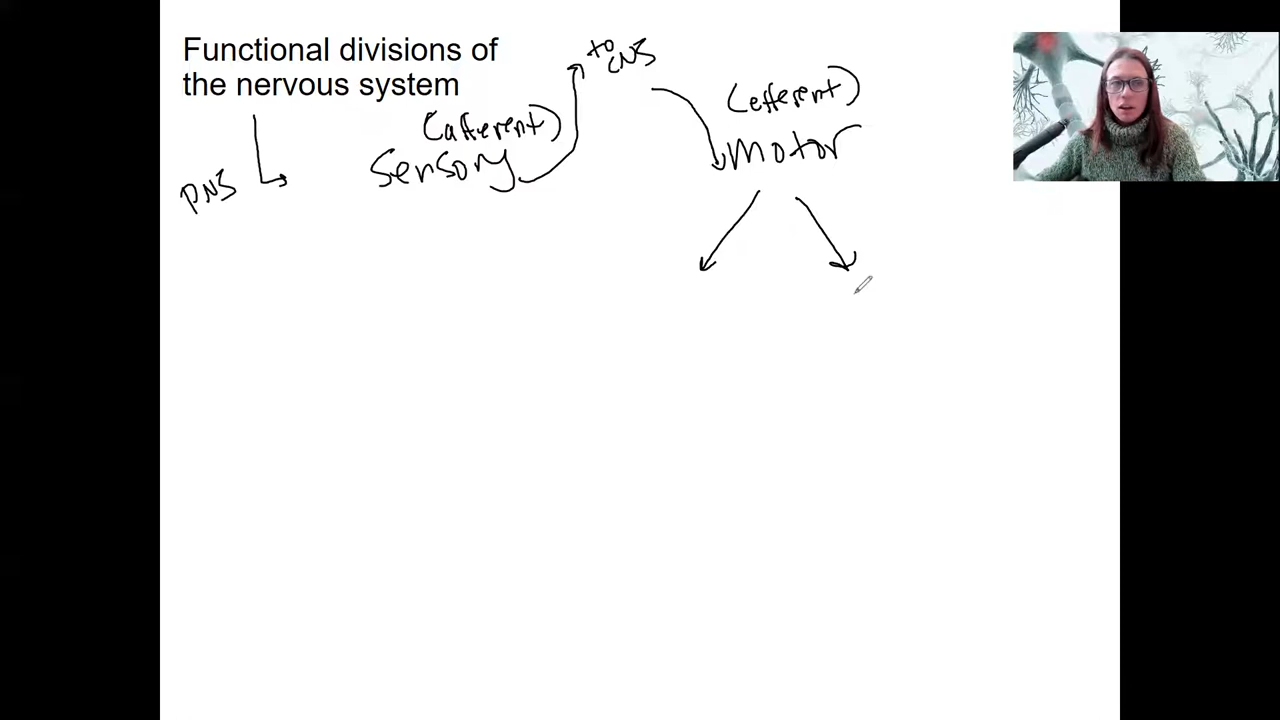 Functional divisions of
the nervous system
to CNS
(efferent)
(afferent)
motor
sensory
PNS